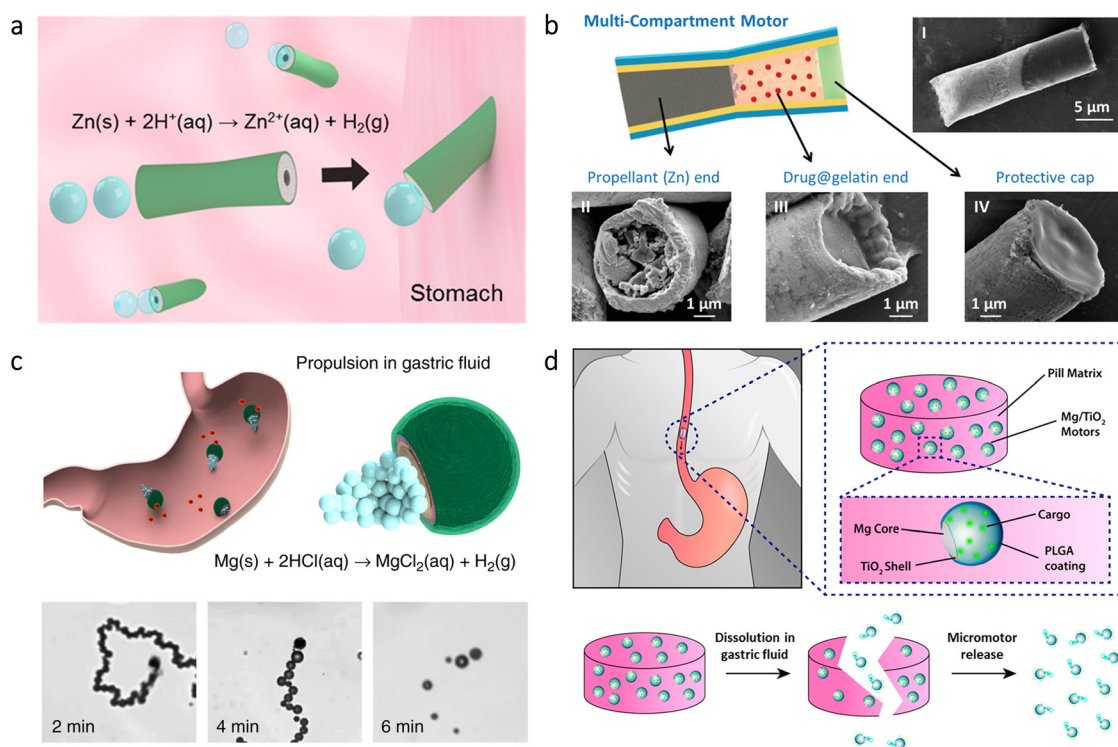 a
Zn(s) + 2H⁺(aq) → Zn²⁺(aq) + H₂(g)
Stomach
b
Multi-Compartment Motor
I
5 μm
Propellant (Zn) end
Drug@gelatin end
Protective cap
II
1 μm
III
1 μm
IV
1 μm
c
Propulsion in gastric fluid
Mg(s) + 2HCl(aq) → MgCl₂(aq) + H₂(g)
2 min
4 min
6 min
d
Pill Matrix
Mg/TiO₂
Motors
Mg Core
TiO₂ Shell
Cargo
PLGA
coating
Dissolution in
gastric fluid
Micromotor
release